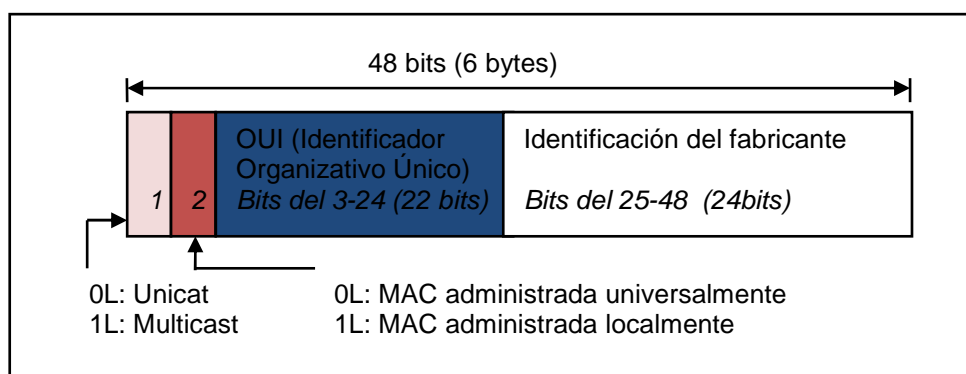 48 bits (6 bytes)
1
2
OUI (Identificador
Organizativo Único)
Bits del 3-24 (22 bits)
Identificación del fabricante
Bits del 25-48 (24bits)
0L: Unicat
1L: Multicast
0L: MAC administrada universalmente
1L: MAC administrada localmente